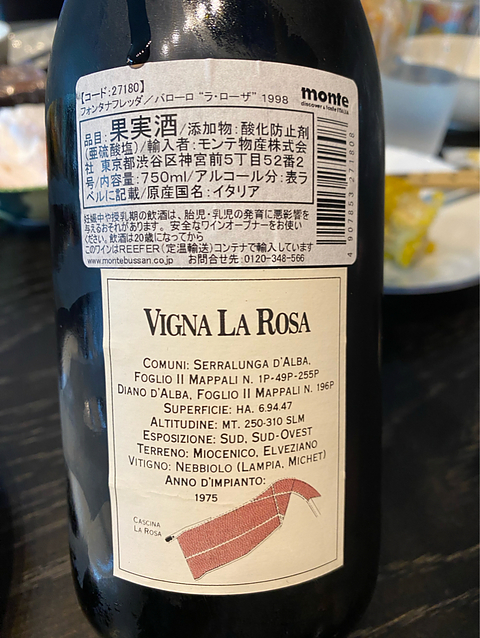 【コード:27180】
フォンタナフレッダ/バローロ "ラ・ローザ" 1998
monte
discover & taste ITALIA
品目:果実酒/添加物:酸化防止剤
(亜硫酸塩)/輸入者:モンテ物産株式会
社 東京都渋谷区神宮前5丁目52番2
号/内容量:750ml/アルコール分:表ラ
ベルに記載/原産国名:イタリア
4 907853 271808
妊娠中や授乳期の飲酒は、胎児・乳児の発育に悪影響を
与えるおそれがあります。安全なワインオープナーをお使い
ください。飲酒は20歳になってから
このワインはREEFER(定温輸送)コンテナで輸入しています
www.montebussan.co.jp お問合せ先 0120-348-566
VIGNA LA ROSA
COMUNI: SERRALUNGA D'ALBA,
FOGLIO II MAPPALI N. 1P-49P-255P
DIANO D'ALBA, FOGLIO II MAPPALI N. 196P
SUPERFICIE: HA. 6.94.47
ALTITUDINE: MT. 250-310 SLM
ESPOSIZIONE: SUD, SUD-OVEST
TERRENO: MIOCENICO, ELVEZIANO
VITIGNO: NEBBIOLO (LAMPIA, MICHET)
ANNO D'IMPIANTO:
1975
CASCINA
LA ROSA